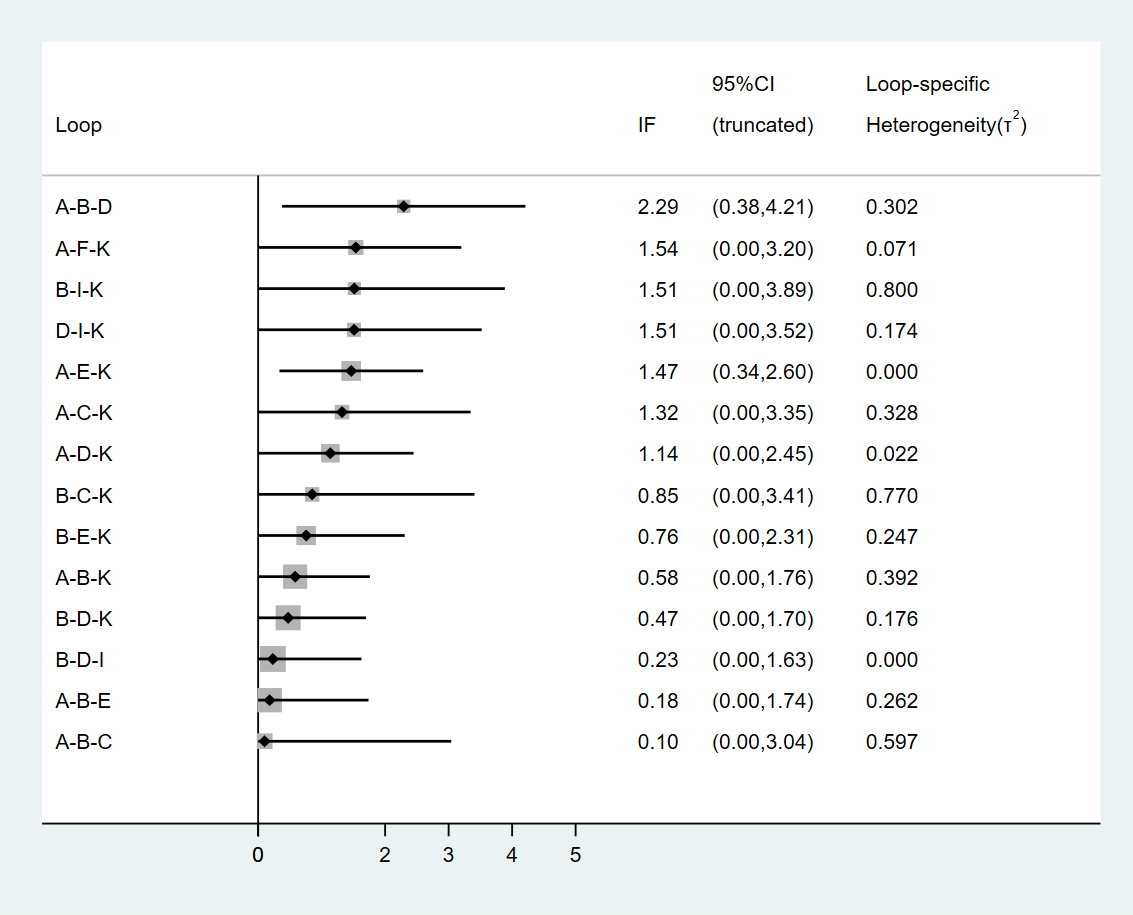 95%CI Loop-specific
Loop IF (truncated) Heterogeneity(τ²)
A-B-D 2.29 (0.38,4.21) 0.302
A-F-K 1.54 (0.00,3.20) 0.071
B-I-K 1.51 (0.00,3.89) 0.800
D-I-K 1.51 (0.00,3.52) 0.174
A-E-K 1.47 (0.34,2.60) 0.000
A-C-K 1.32 (0.00,3.35) 0.328
A-D-K 1.14 (0.00,2.45) 0.022
B-C-K 0.85 (0.00,3.41) 0.770
B-E-K 0.76 (0.00,2.31) 0.247
A-B-K 0.58 (0.00,1.76) 0.392
B-D-K 0.47 (0.00,1.70) 0.176
B-D-I 0.23 (0.00,1.63) 0.000
A-B-E 0.18 (0.00,1.74) 0.262
A-B-C 0.10 (0.00,3.04) 0.597
0 2 3 4 5